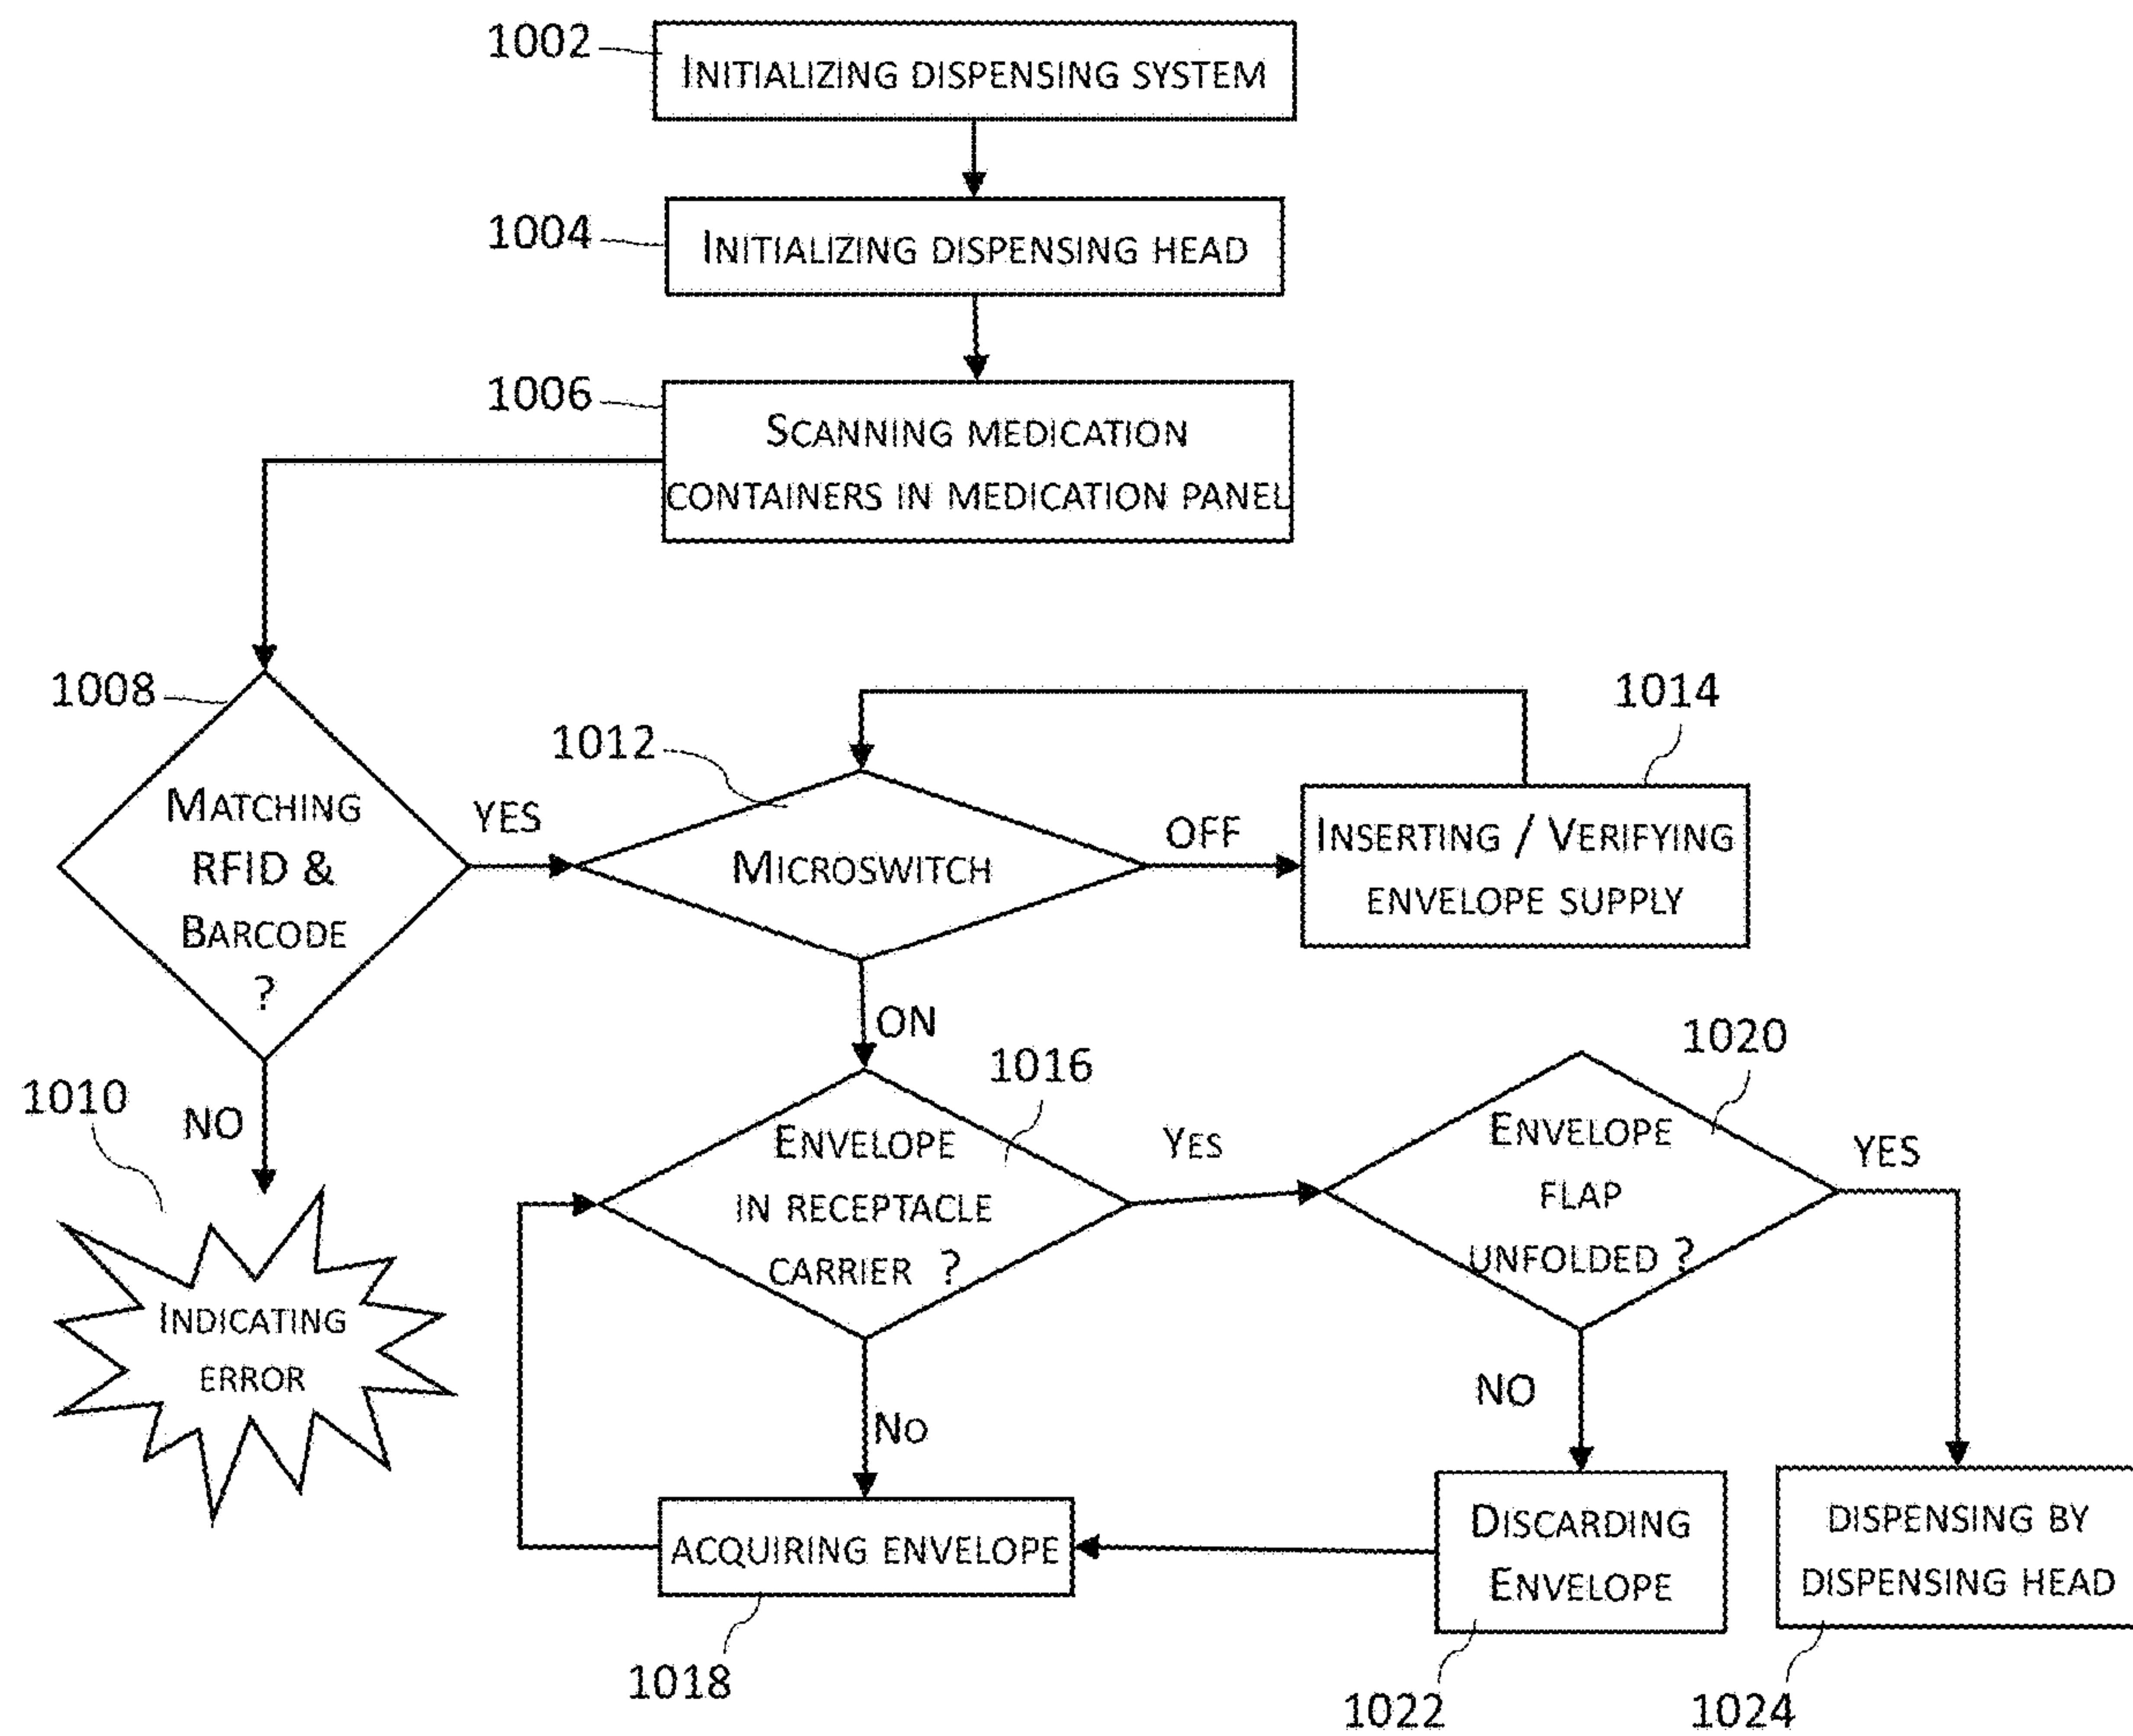 1002
INITIALIZING DISPENSING SYSTEM
1004
INITIALIZING DISPENSING HEAD
1006
SCANNING MEDICATION
CONTAINERS IN MEDICATION PANEL
1008
MATCHING
RFID &
BARCODE
?
YES
NO
1010
INDICATING
ERROR
1012
MICROSWITCH
OFF
ON
1014
INSERTING / VERIFYING
ENVELOPE SUPPLY
1016
ENVELOPE
IN RECEPTACLE
CARRIER ?
YES
NO
1018
ACQUIRING ENVELOPE
1020
ENVELOPE
FLAP
UNFOLDED ?
YES
NO
1022
DISCARDING
ENVELOPE
1024
DISPENSING BY
DISPENSING HEAD